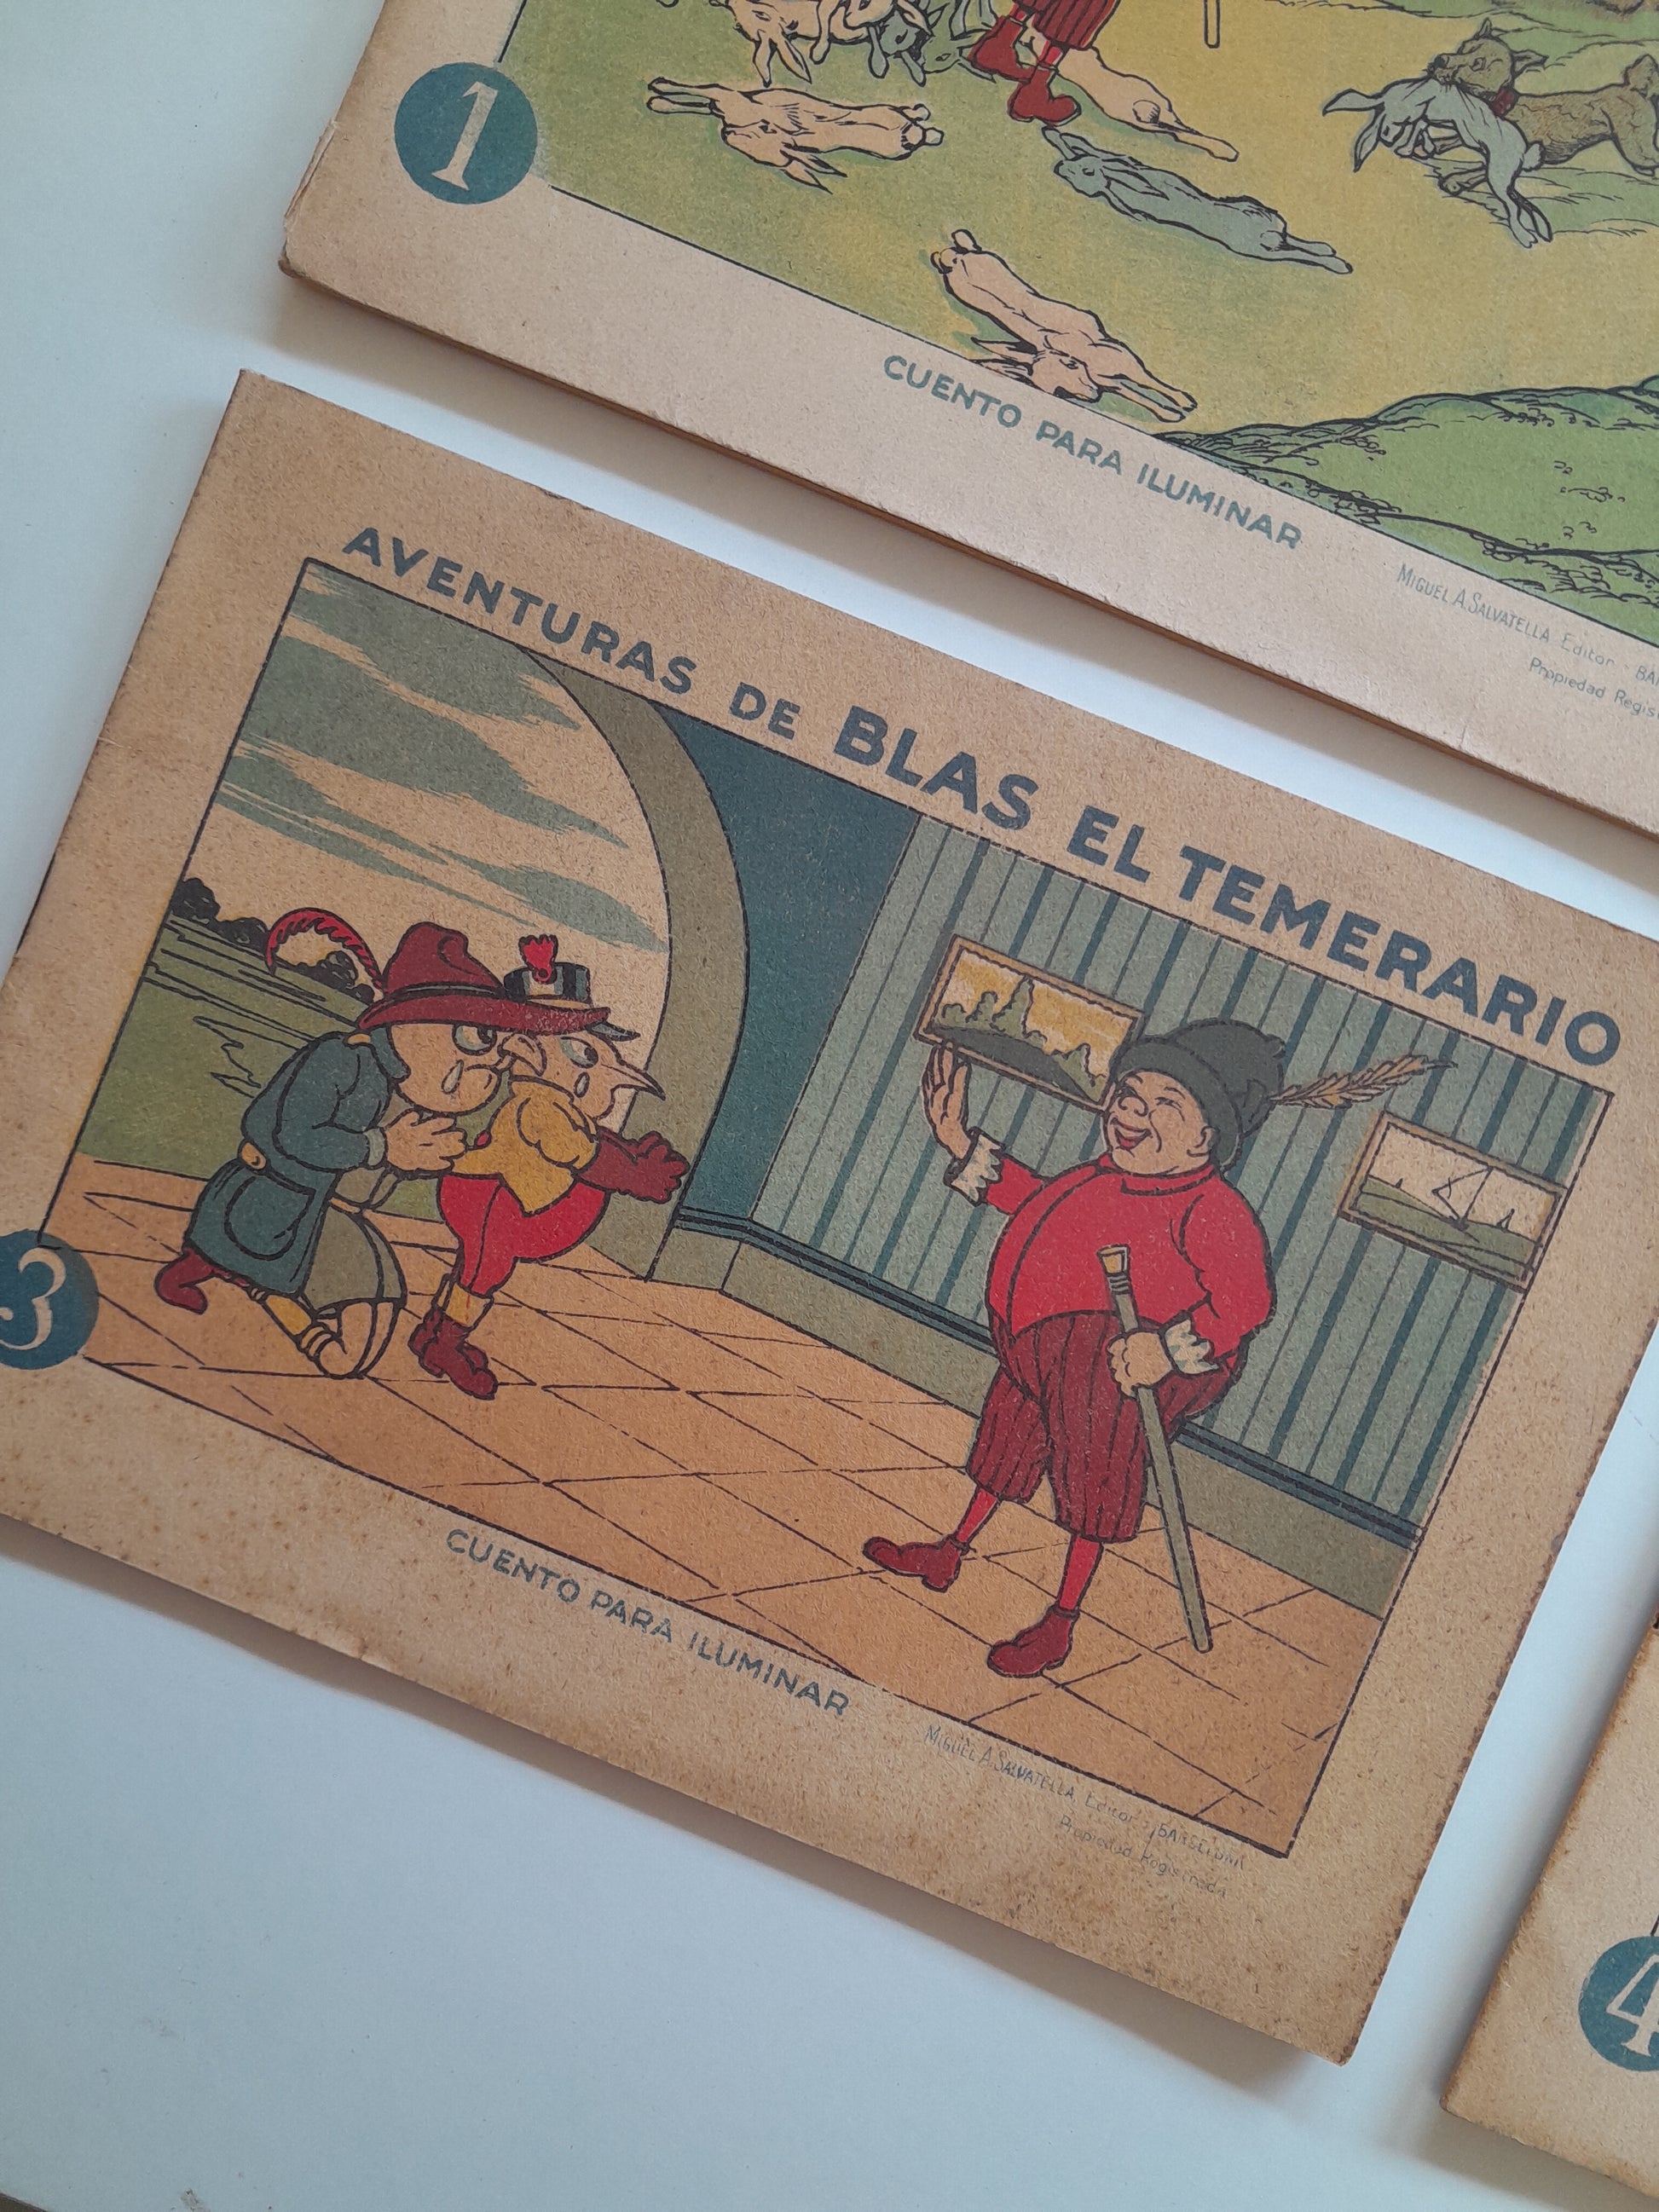 1
CUENTO PARA ILUMINAR
MIGUEL A. SALVATELLA Editor -
Propiedad
AVENTURAS DE BLAS EL TEMERARIO
3
CUENTO PARA ILUMINAR
MIGUEL A. SALVATELLA, Editor - BARCELONA
Propiedad Registrada
4